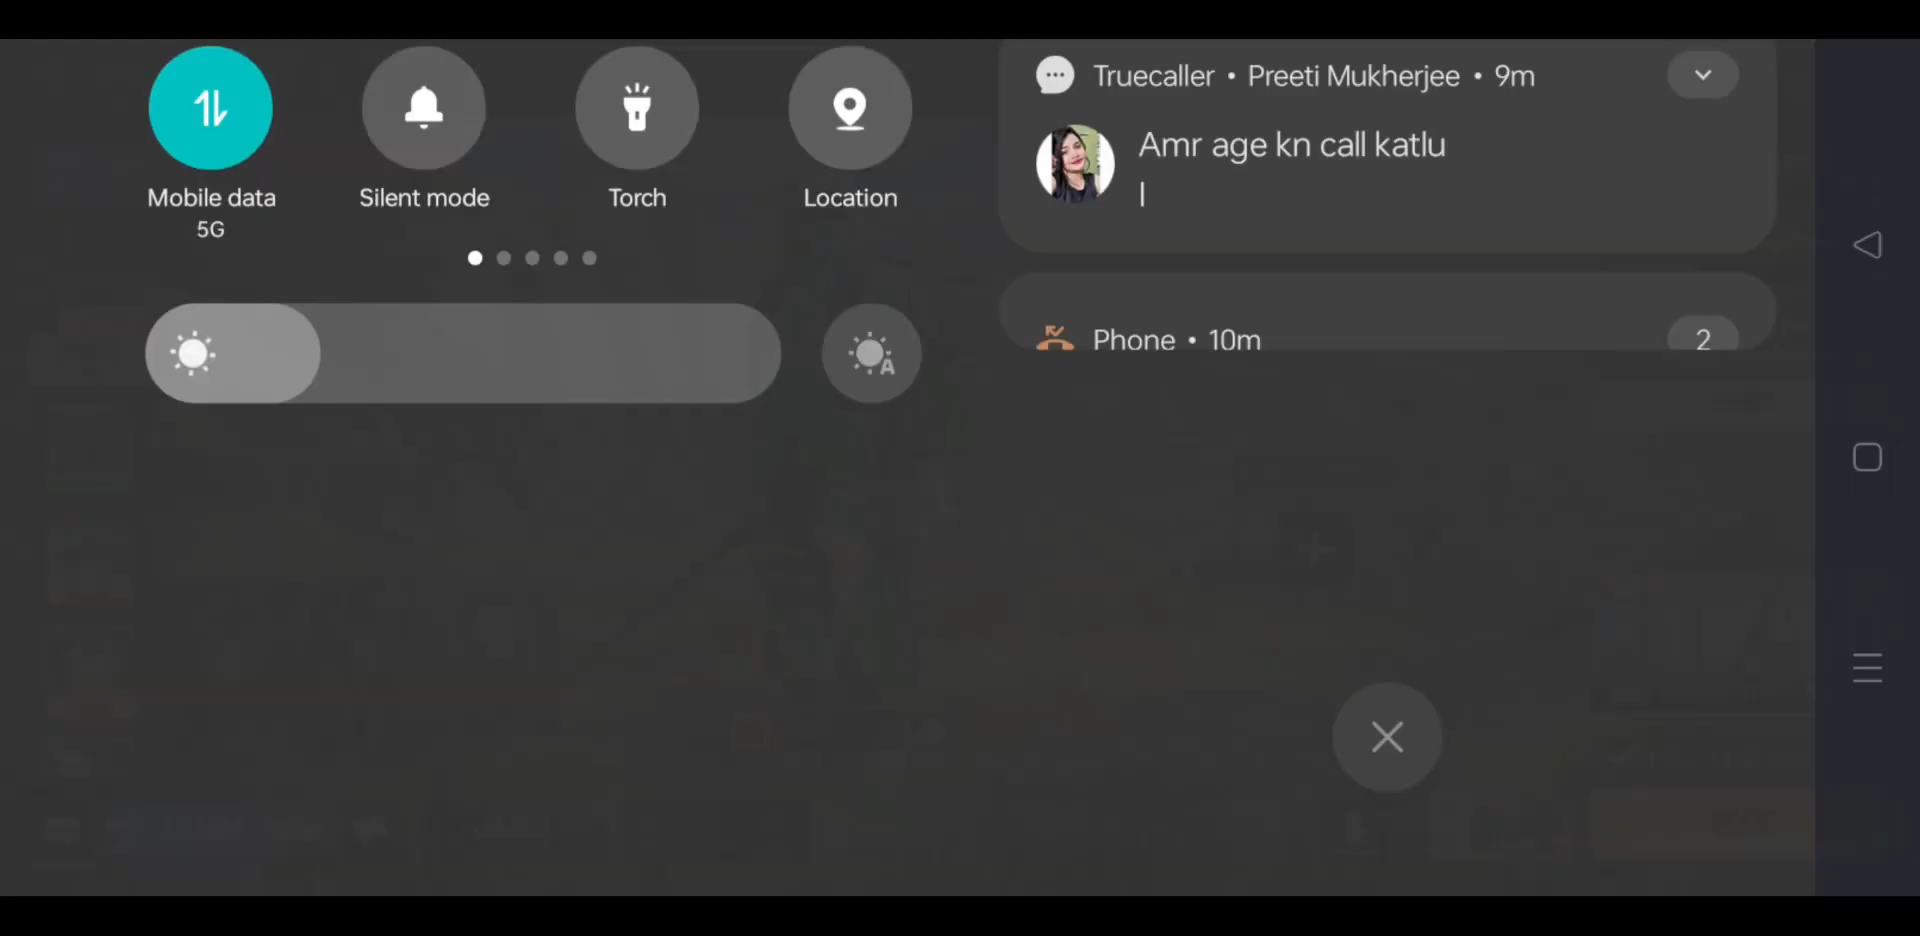 Mobile data
5G
Silent mode
Torch
Location
A
Truecaller • Preeti Mukherjee • 9m
Amr age kn call katlu
|
Phone • 10m
2